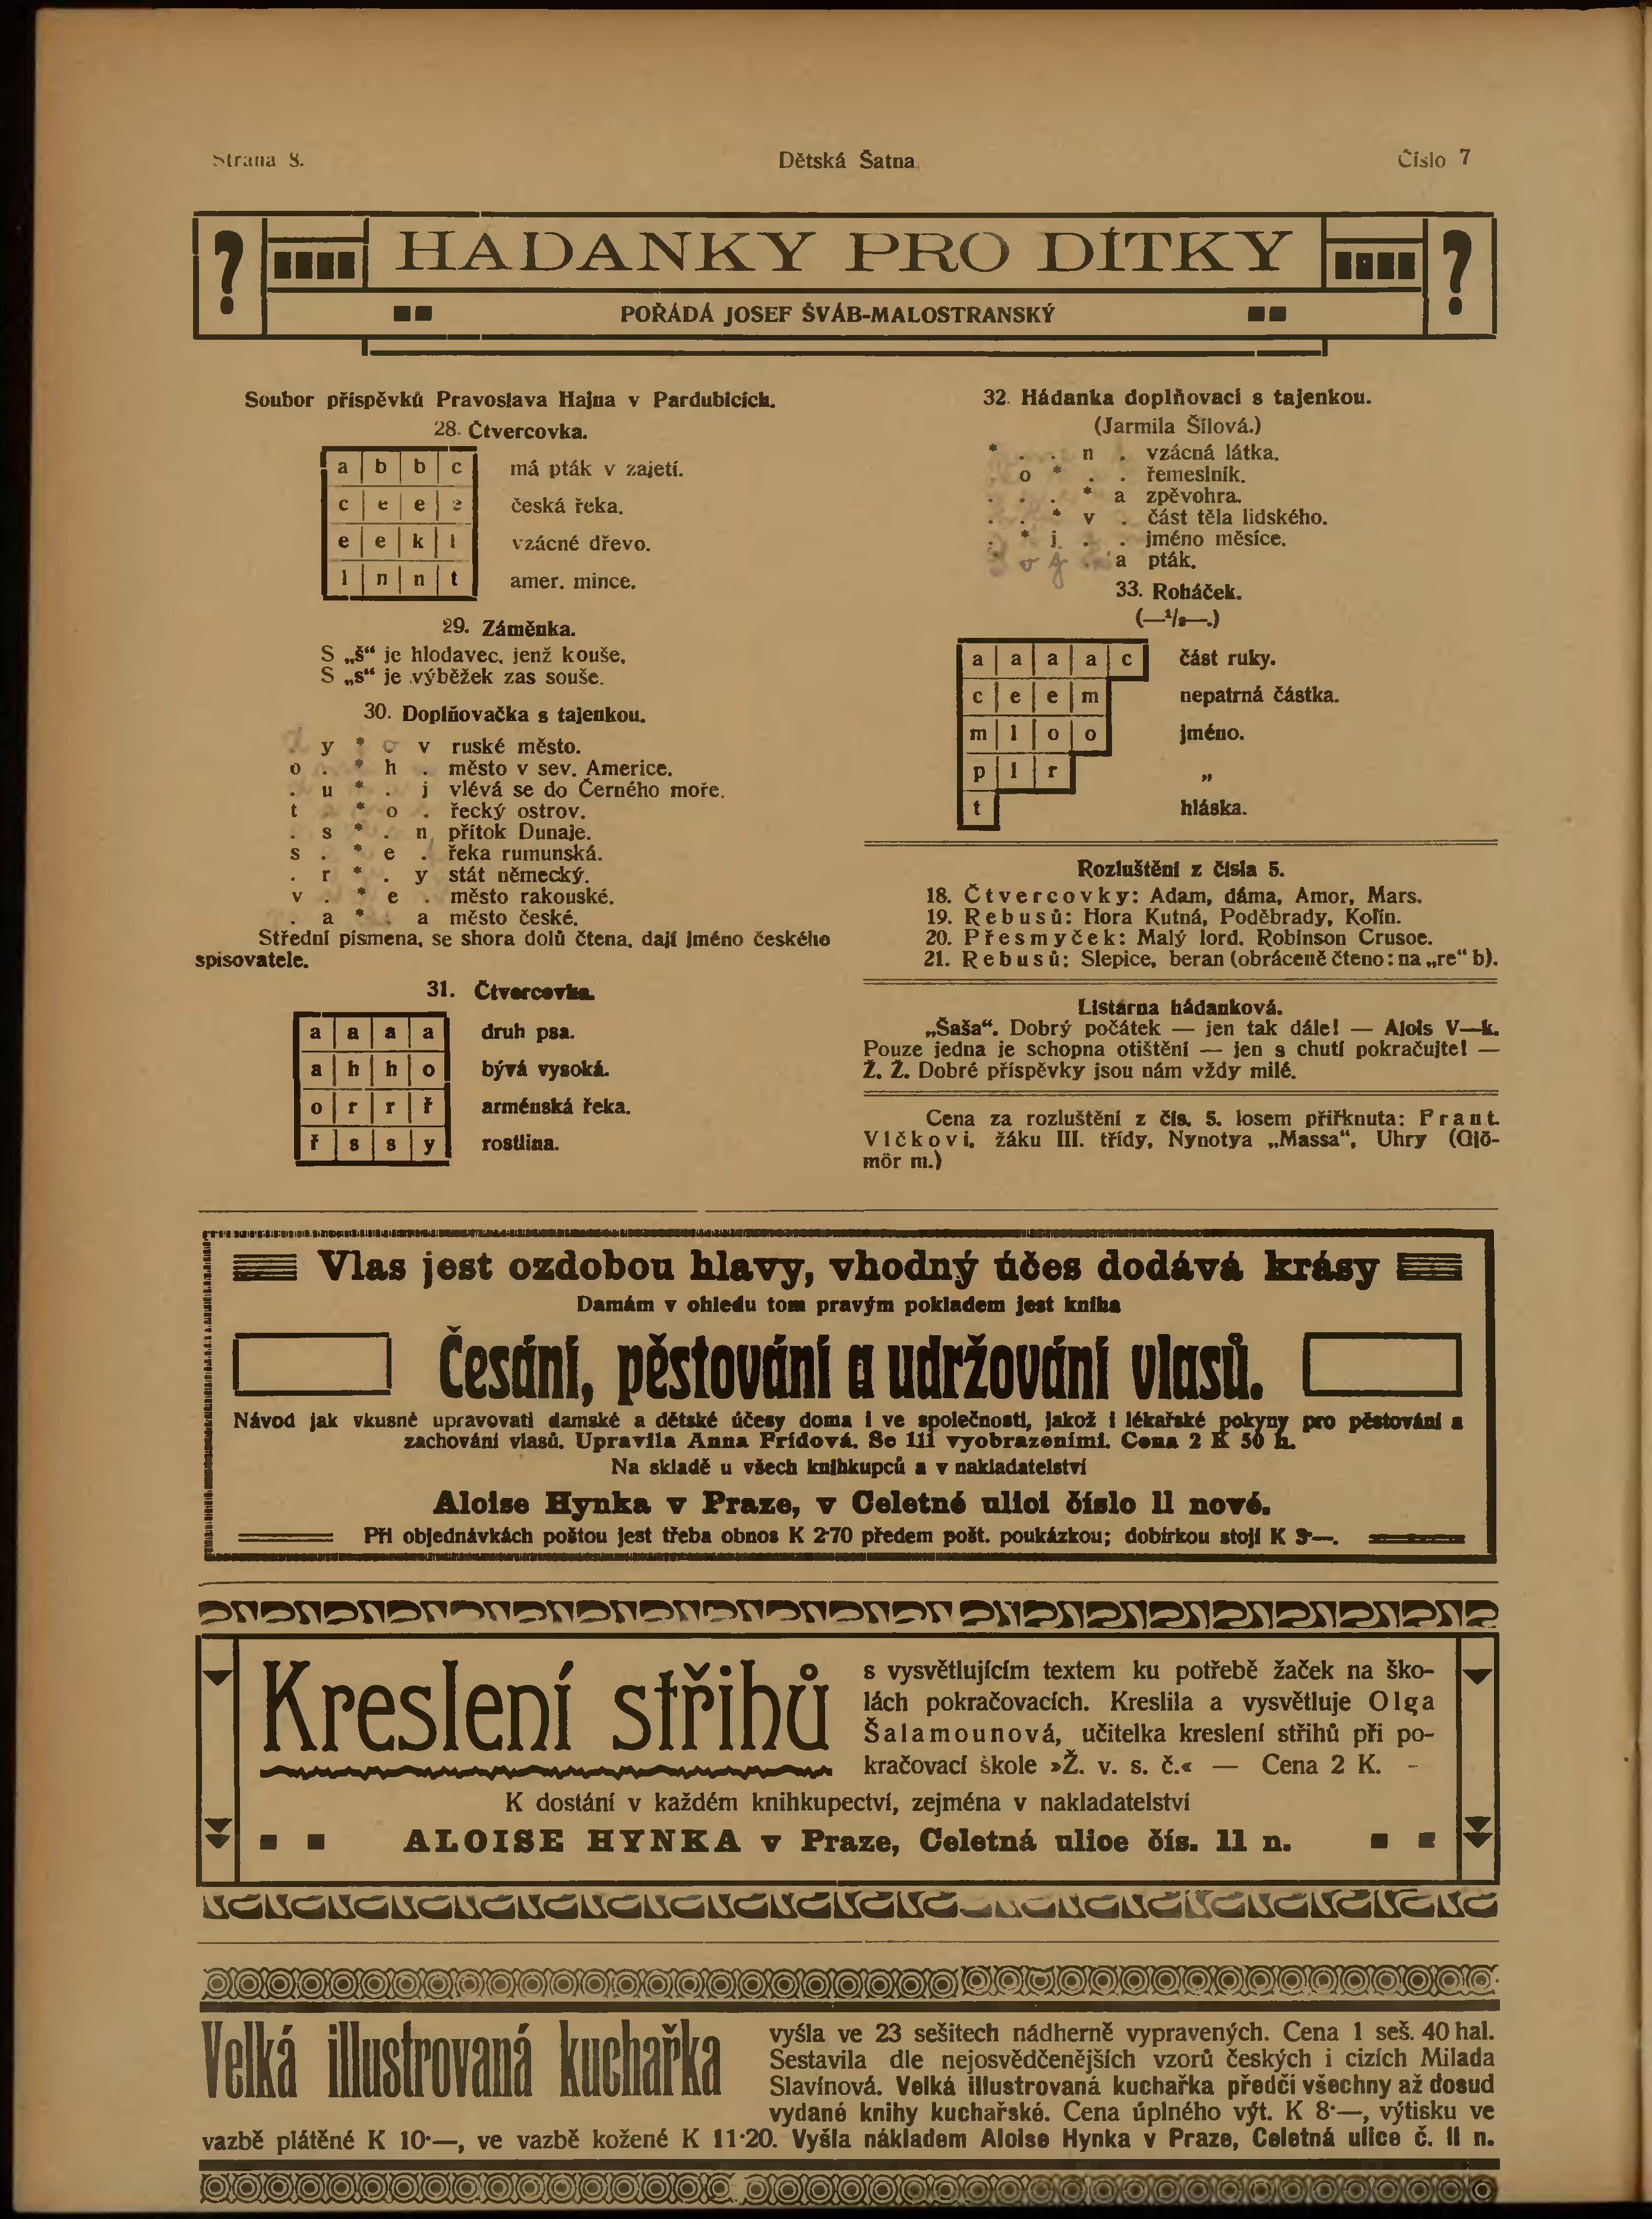 Strana 8.
Dětská Šatna
Číslo 7
? HADANKY PRO DÍTKY ?
POŘÁDÁ JOSEF ŠVÁB-MALOSTRANSKÝ
Soubor příspěvků Pravoslava Hajna v Pardubicích.
28. Čtvercovka.
a b b c má pták v zajetí.
c e e e česká řeka.
e e k l vzácné dřevo.
l n n t amer. mince.
29. Záměnka.
S „š“ je hlodavec, jenž kouše,
S „s“ je výběžek zas souše.
30. Doplňovačka s tajenkou.
. y * o v ruské město.
o . * h . město v sev. Americe.
. u * . j vlévá se do Černého moře.
t . * o . řecký ostrov.
. s * . n přítok Dunaje.
s . * e . řeka rumunská.
. r * . y stát německý.
v . * e . město rakouské.
. a * . a město české.
Střední písmena, se shora dolů čtena, dají jméno českého
spisovatele.
31. Čtvercovka.
a a a a druh psa.
a h h o bývá vysoká.
o r r ř arménská řeka.
ř s s y rostlina.
32. Hádanka doplňovací s tajenkou.
(Jarmila Šílová.)
* . . n . vzácná látka.
. o * . . řemeslník.
. . . * a zpěvohra.
. . * v . část těla lidského.
. * j . . jméno měsíce.
. o g . a pták.
33. Roháček.
(—¹/₂—.)
a a a a c část ruky.
c e e m nepatrná částka.
m l o o jméno.
p l r „
t hláska.
Rozluštění z čísla 5.
18. Čtvercovky: Adam, dáma, Amor, Mars.
19. Rebusů: Hora Kutná, Poděbrady, Kolín.
20. Přesmyček: Malý lord. Robinson Crusoe.
21. Rebusů: Slepice, beran (obráceně čteno: na „re“ b).
Listárna hádanková.
„Šaša“. Dobrý počátek — jen tak dále! — Alois V—k.
Pouze jedna je schopna otištění — jen s chutí pokračujte! —
Ž. Ž. Dobré příspěvky jsou nám vždy milé.
Cena za rozluštění z čís. 5. losem přiřknuta: Frant.
Vlčkovi, žáku III. třídy, Nynotya „Massa“, Uhry (Glö-
mör m.)
Vlas jest ozdobou hlavy, vhodný účes dodává krásy
Damám v ohledu tom pravým pokladem jest kniha
Česání, pěstování a udržování vlasů.
Návod jak vkusně upravovati damské a dětské účesy doma i ve společnosti, jakož i lékařské pokyny pro pěstování a
zachování vlasů. Upravila Anna Frídová. Se 111 vyobrazeními. Cena 2 K 50 h.
Na skladě u všech knihkupců a v nakladatelství
Aloise Hynka v Praze, v Celetné ulici číslo 11 nové.
Při objednávkách poštou jest třeba obnos K 2·70 předem pošt. poukázkou; dobírkou stojí K 3·—.
Kreslení střihů
s vysvětlujícím textem ku potřebě žaček na ško-
lách pokračovacích. Kreslila a vysvětluje Olga
Šalamounová, učitelka kreslení střihů při po-
kračovací škole »Ž. v. s. č.« — Cena 2 K. -
K dostání v každém knihkupectví, zejména v nakladatelství
ALOISE HYNKA v Praze, Celetná ulice čís. 11 n.
Velká illustrovaná kuchařka
vyšla ve 23 sešitech nádherně vypravených. Cena 1 seš. 40 hal.
Sestavila dle nejosvědčenějších vzorů českých i cizích Milada
Slavínová. Velká illustrovaná kuchařka předčí všechny až dosud
vydané knihy kuchařské. Cena úplného výt. K 8·—, výtisku ve
vazbě plátěné K 10·—, ve vazbě kožené K 11·20. Vyšla nákladem Aloise Hynka v Praze, Celetná ulice č. 11 n.